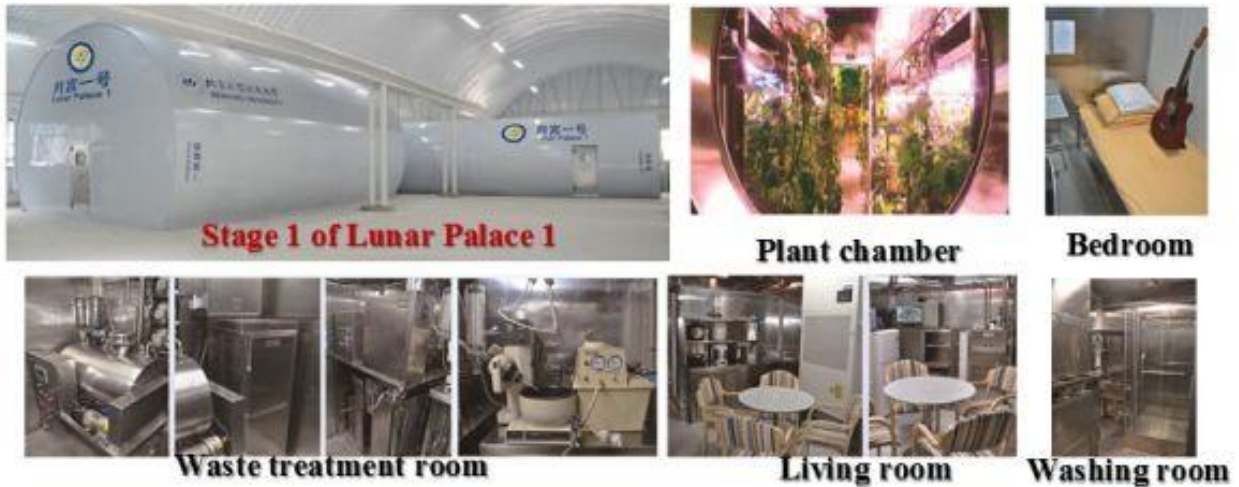 月宫一号
Lunar Palace 1
月宫一号
Lunar Palace 1
Stage 1 of Lunar Palace 1
Plant chamber
Bedroom
Waste treatment room
Living room
Washing room